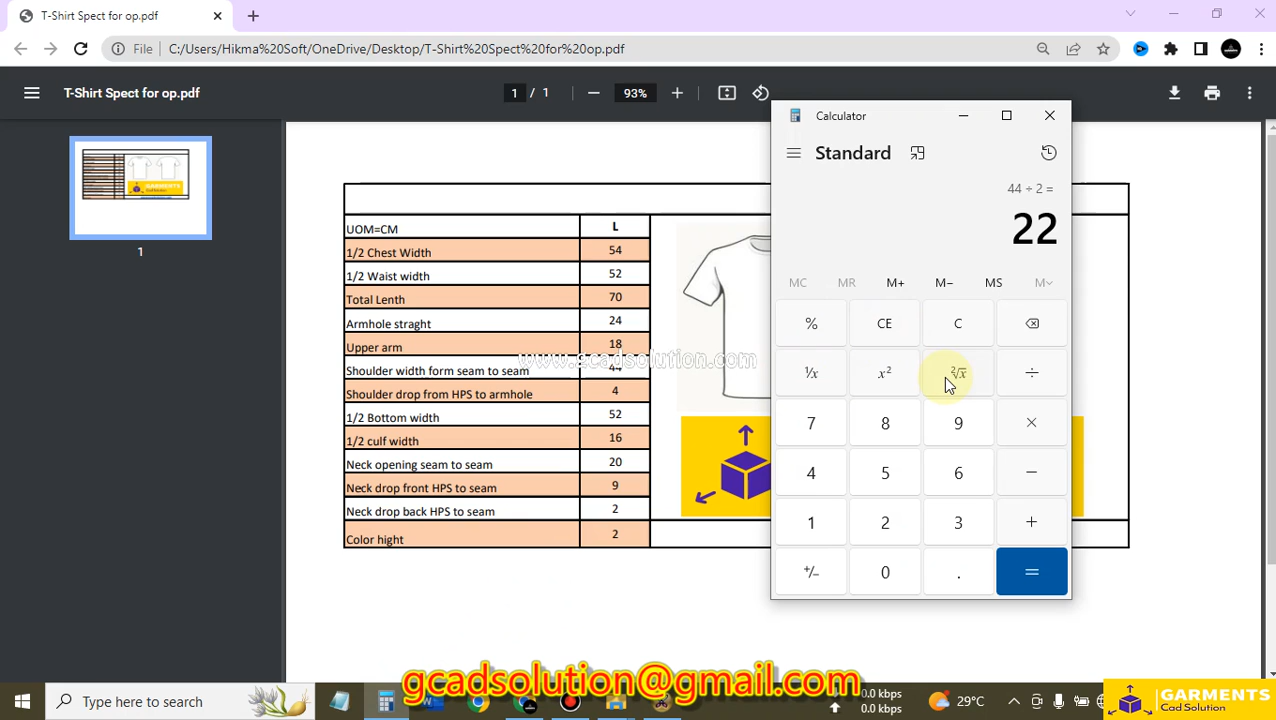 T-Shirt Spect for op.pdf
File C:/Users/Hikma%20Soft/OneDrive/Desktop/T-Shirt%20Spect%20for%20op.pdf
T-Shirt Spect for op.pdf 1 / 1 93%
1
Calculator
Standard
44 ÷ 2 =
22
MC MR M+ M− MS M
% CE C
¹/x x² ²√x ÷
7 8 9 ×
4 5 6 −
1 2 3 +
+/− 0 . =
UOM=CM L
1/2 Chest Width 54
1/2 Waist width 52
Total Lenth 70
Armhole straght 24
Upper arm 18
www.gcadsolution.com
Shoulder width form seam to seam 44
Shoulder drop from HPS to armhole 4
1/2 Bottom width 52
1/2 culf width 16
Neck opening seam to seam 20
Neck drop front HPS to seam 9
Neck drop back HPS to seam 2
Color hight 2
gcadsolution@gmail.com
Type here to search
0.0 kbps
0.0 kbps
29°C
GARMENTS
Cad Solution